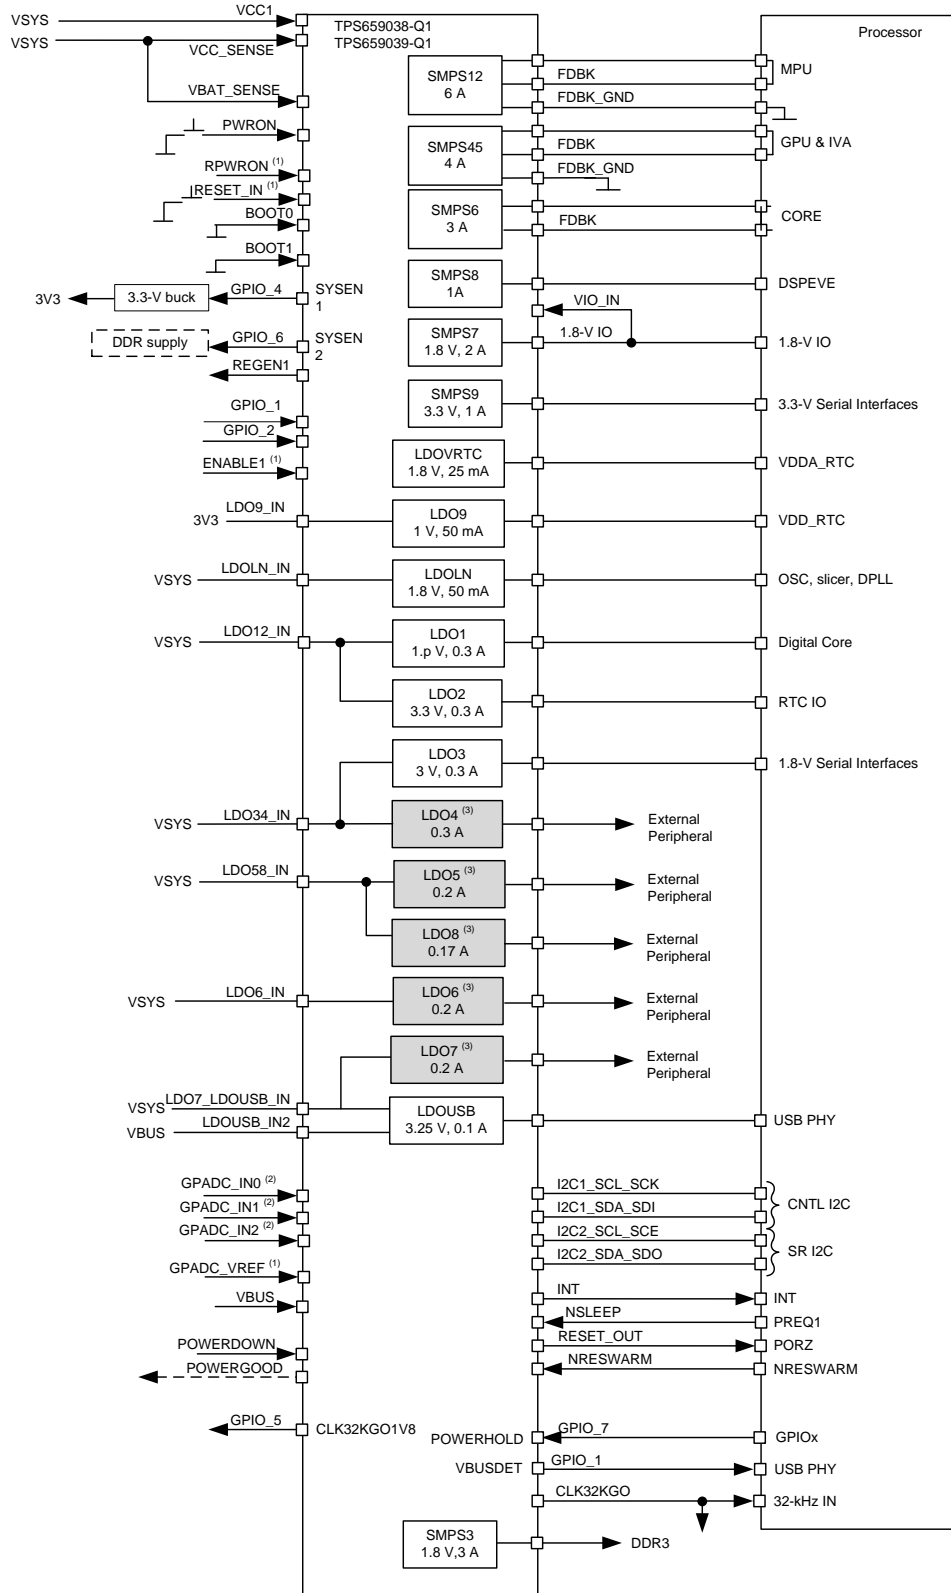 VSYS
VCC1
TPS659038-Q1
TPS659039-Q1
Processor
VSYS
VCC_SENSE
VBAT_SENSE
SMPS12
6 A
FDBK
MPU
FDBK_GND
PWRON
SMPS45
4 A
FDBK
GPU & IVA
FDBK_GND
RPWRON (1)
RESET_IN (1)
BOOT0
BOOT1
SMPS6
3 A
FDBK
CORE
3V3
3.3-V buck
GPIO_4
SYSEN
1
SMPS8
1A
DSPEVE
VIO_IN
DDR supply
GPIO_6
SYSEN
2
SMPS7
1.8 V, 2 A
1.8-V IO
1.8-V IO
REGEN1
GPIO_1
GPIO_2
SMPS9
3.3 V, 1 A
3.3-V Serial Interfaces
ENABLE1 (1)
LDOVRTC
1.8 V, 25 mA
VDDA_RTC
3V3
LDO9_IN
LDO9
1 V, 50 mA
VDD_RTC
VSYS
LDOLN_IN
LDOLN
1.8 V, 50 mA
OSC, slicer, DPLL
VSYS
LDO12_IN
LDO1
1.p V, 0.3 A
Digital Core
LDO2
3.3 V, 0.3 A
RTC IO
LDO3
3 V, 0.3 A
1.8-V Serial Interfaces
VSYS
LDO34_IN
LDO4 (3)
0.3 A
External
Peripheral
VSYS
LDO58_IN
LDO5 (3)
0.2 A
External
Peripheral
LDO8 (3)
0.17 A
External
Peripheral
VSYS
LDO6_IN
LDO6 (3)
0.2 A
External
Peripheral
LDO7 (3)
0.2 A
External
Peripheral
VSYS
LDO7_LDOUSB_IN
VBUS
LDOUSB_IN2
LDOUSB
3.25 V, 0.1 A
USB PHY
GPADC_IN0 (2)
GPADC_IN1 (2)
GPADC_IN2 (2)
GPADC_VREF (1)
VBUS
I2C1_SCL_SCK
I2C1_SDA_SDI
CNTL I2C
I2C2_SCL_SCE
I2C2_SDA_SDO
SR I2C
INT
INT
NSLEEP
PREQ1
POWERDOWN
RESET_OUT
PORZ
POWERGOOD
NRESWARM
NRESWARM
GPIO_5
CLK32KGO1V8
POWERHOLD
GPIO_7
GPIOx
VBUSDET
GPIO_1
USB PHY
CLK32KGO
32-kHz IN
SMPS3
1.8 V,3 A
DDR3